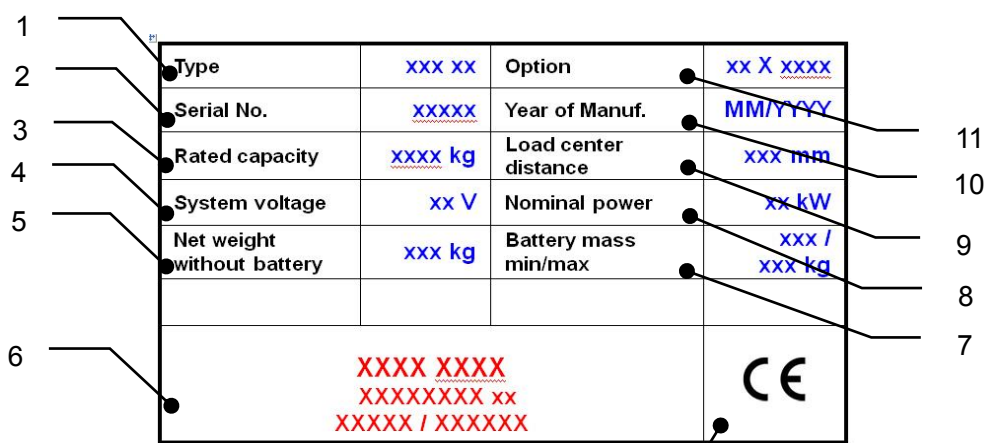 1
2
3
4
5
6
Type xxx xx Option xx X xxxx
Serial No. xxxxx Year of Manuf. MM/YYYY
Rated capacity xxxx kg Load center distance xxx mm
System voltage xx V Nominal power xx kW
Net weight without battery xxx kg Battery mass min/max xxx / xxx kg
XXXX XXXX
XXXXXXXX xx
XXXXX / XXXXXX
CE
11
10
9
8
7